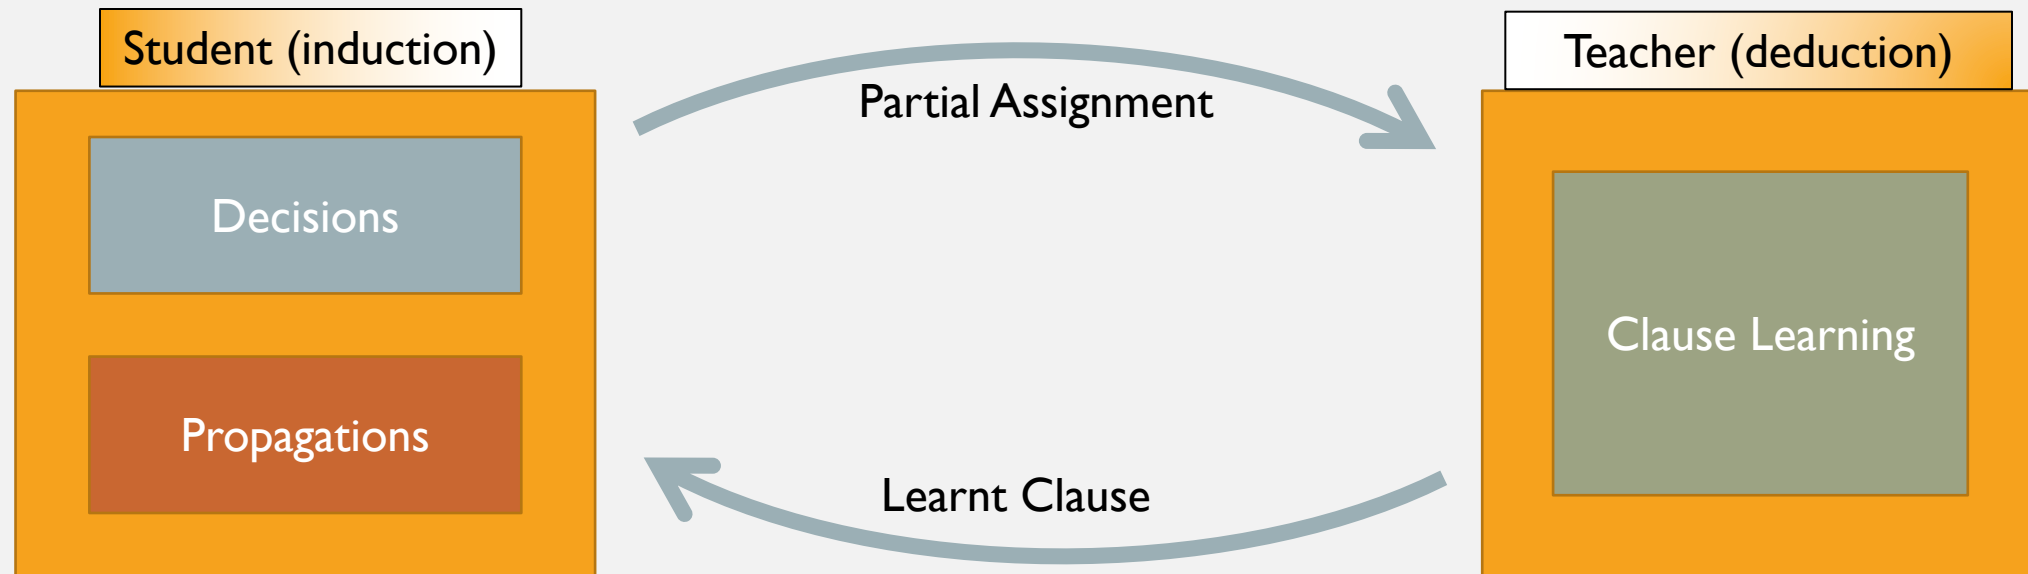 Student (induction)
Teacher (deduction)
Partial Assignment
Decisions
Clause Learning
Propagations
Learnt Clause